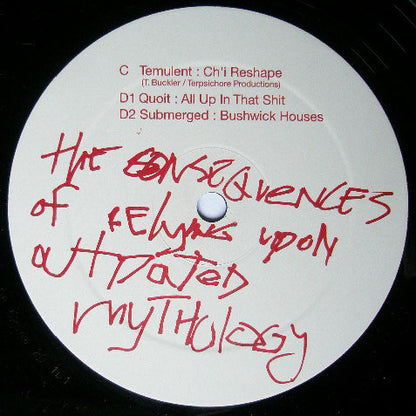 C Temulent : Ch'i Reshape
(T. Buckler / Terpsichore Productions)
D1 Quoit : All Up In That Shit
D2 Submerged : Bushwick Houses
tHE CONSEQUENCES
of RElying upon
outDATED
MYTHOlOGY